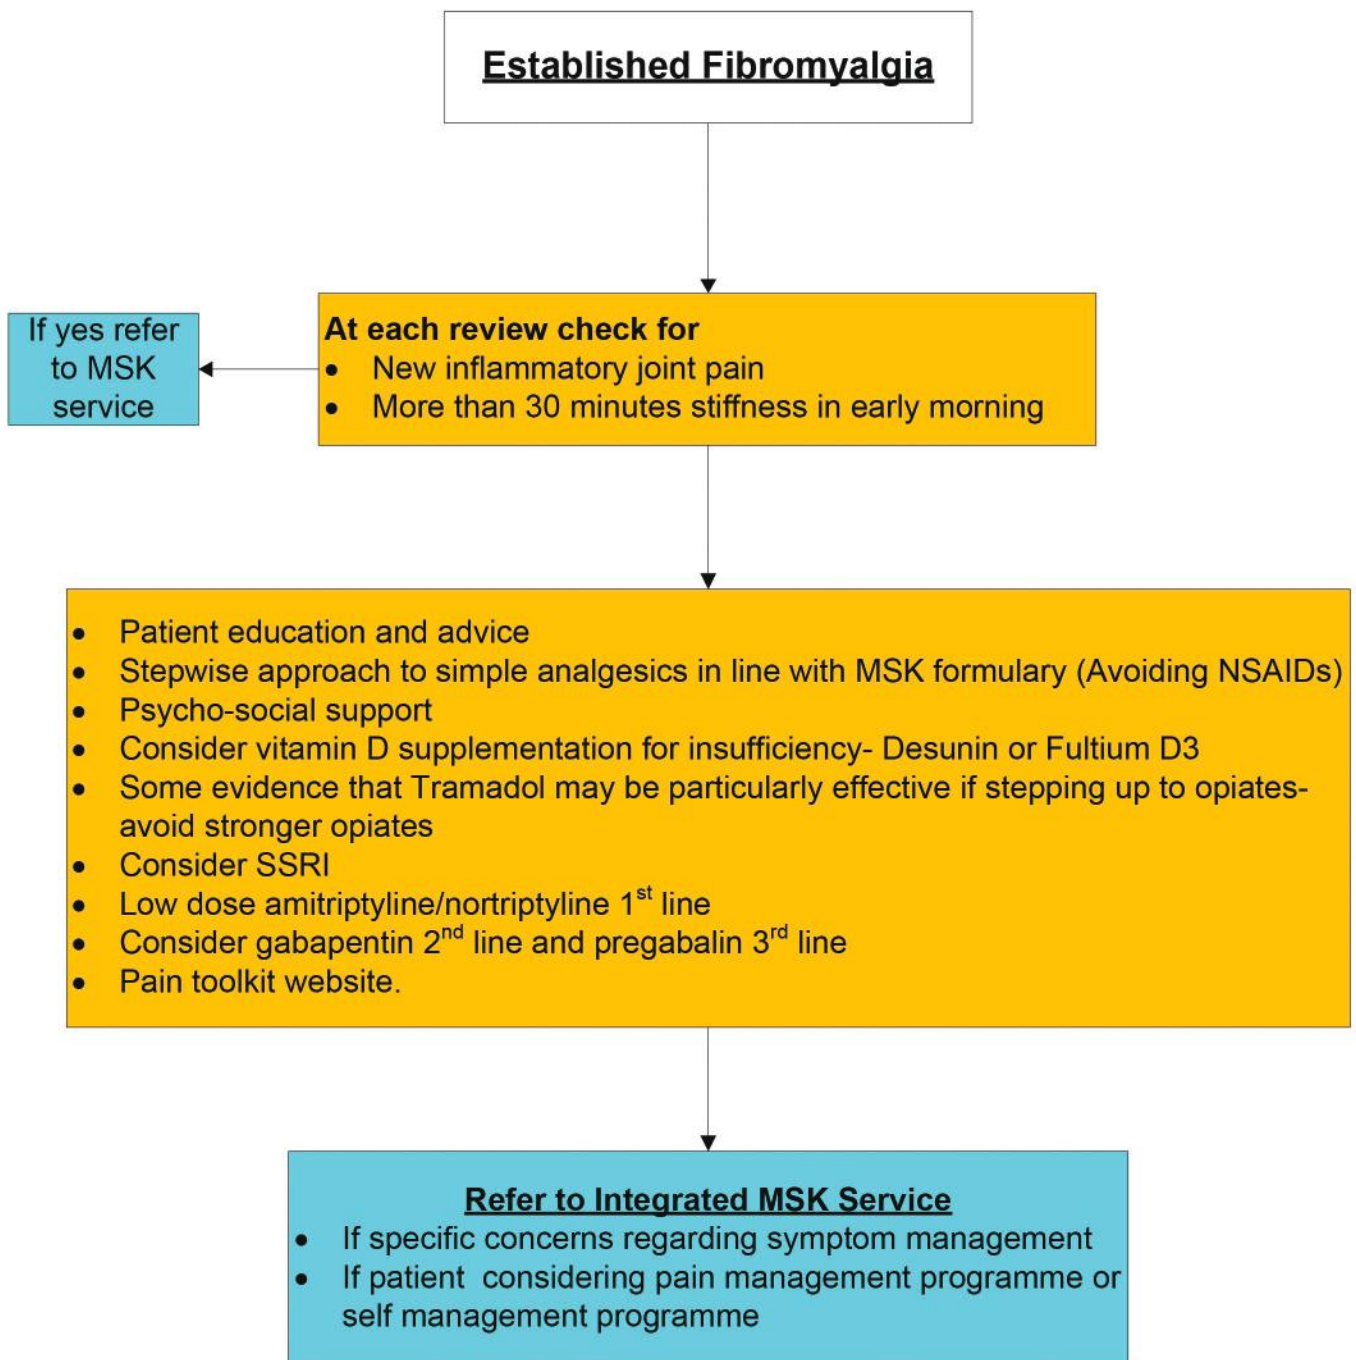 Established Fibromyalgia
If yes refer
to MSK
service
At each review check for
• New inflammatory joint pain
• More than 30 minutes stiffness in early morning
• Patient education and advice
• Stepwise approach to simple analgesics in line with MSK formulary (Avoiding NSAIDs)
• Psycho-social support
• Consider vitamin D supplementation for insufficiency- Desunin or Fultium D3
• Some evidence that Tramadol may be particularly effective if stepping up to opiates-
avoid stronger opiates
• Consider SSRI
• Low dose amitriptyline/nortriptyline 1st line
• Consider gabapentin 2nd line and pregabalin 3rd line
• Pain toolkit website.
Refer to Integrated MSK Service
• If specific concerns regarding symptom management
• If patient considering pain management programme or
self management programme